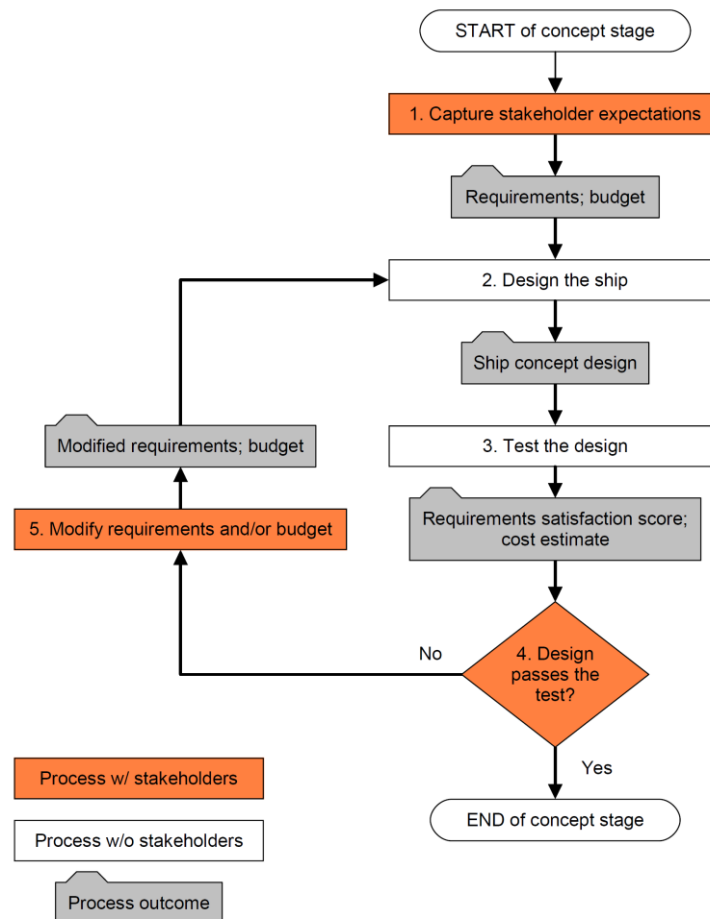 START of concept stage
1. Capture stakeholder expectations
Requirements; budget
2. Design the ship
Ship concept design
3. Test the design
Requirements satisfaction score;
cost estimate
4. Design
passes the
test?
No
Modified requirements; budget
5. Modify requirements and/or budget
Yes
END of concept stage
Process w/ stakeholders
Process w/o stakeholders
Process outcome